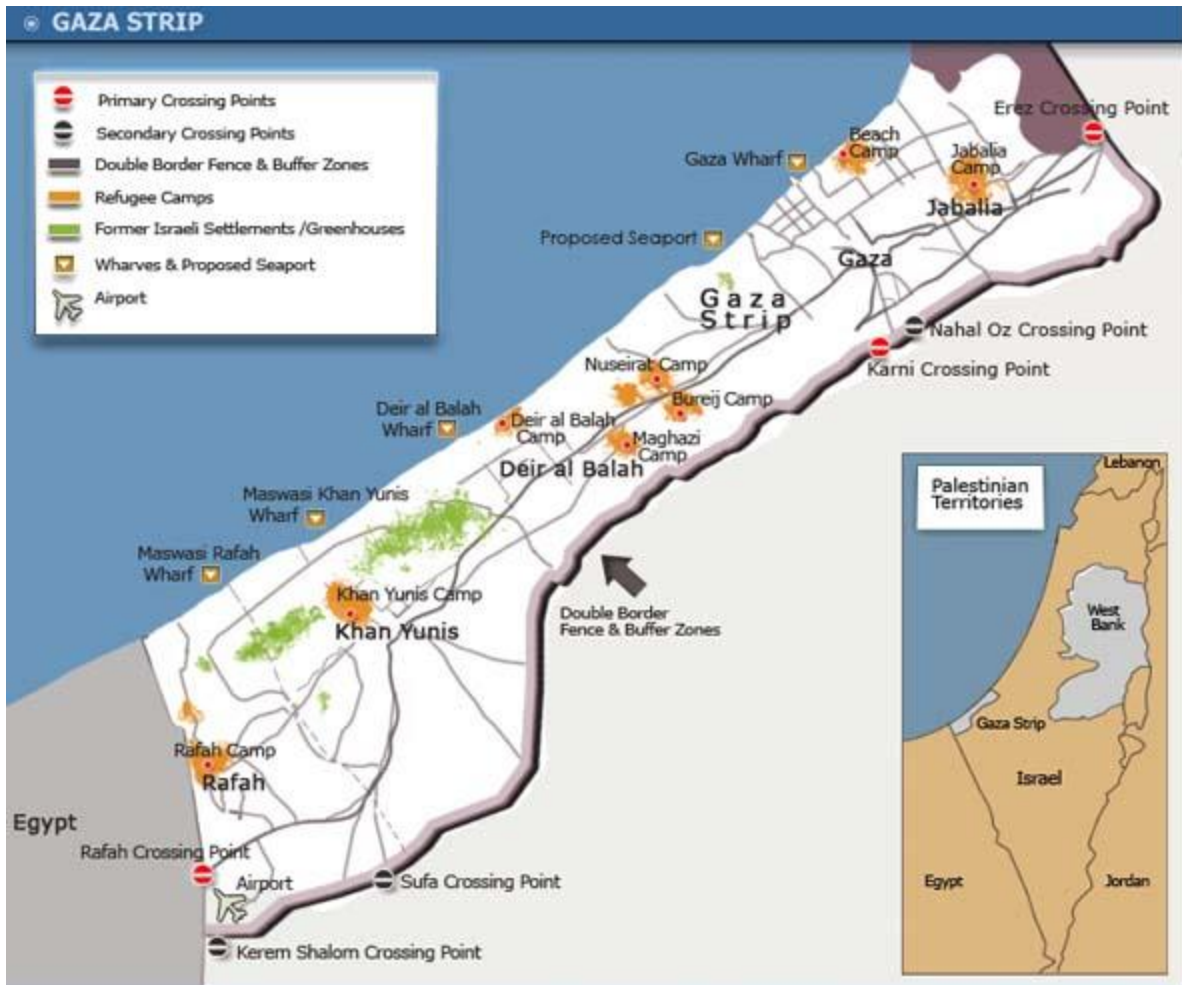 GAZA STRIP
Primary Crossing Points
Secondary Crossing Points
Double Border Fence & Buffer Zones
Refugee Camps
Former Israeli Settlements /Greenhouses
Wharves & Proposed Seaport
Airport
Erez Crossing Point
Beach
Camp
Gaza Wharf
Jabalia
Camp
Jabalia
Proposed Seaport
Gaza
Gaza
Strip
Nahal Oz Crossing Point
Karni Crossing Point
Nuseirat Camp
Bureij Camp
Deir al Balah
Wharf
Deir al Balah
Camp
Maghazi
Camp
Deir al Balah
Maswasi Khan Yunis
Wharf
Maswasi Rafah
Wharf
Khan Yunis Camp
Khan Yunis
Double Border
Fence & Buffer Zones
Rafah Camp
Rafah
Egypt
Rafah Crossing Point
Airport
Sufa Crossing Point
Kerem Shalom Crossing Point
Palestinian
Territories
Lebanon
West
Bank
Gaza Strip
Israel
Egypt
Jordan